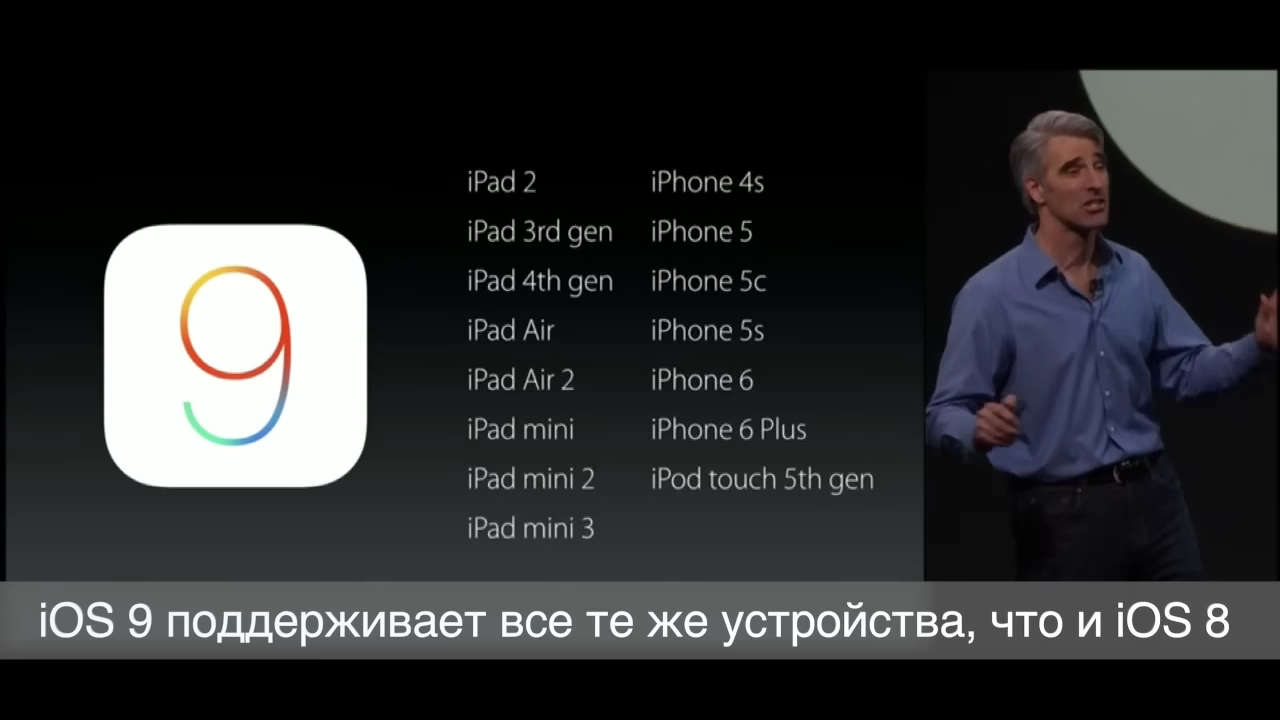 9
iPad 2
iPad 3rd gen
iPad 4th gen
iPad Air
iPad Air 2
iPad mini
iPad mini 2
iPad mini 3
iPhone 4s
iPhone 5
iPhone 5c
iPhone 5s
iPhone 6
iPhone 6 Plus
iPod touch 5th gen
iOS 9 поддерживает все те же устройства, что и iOS 8